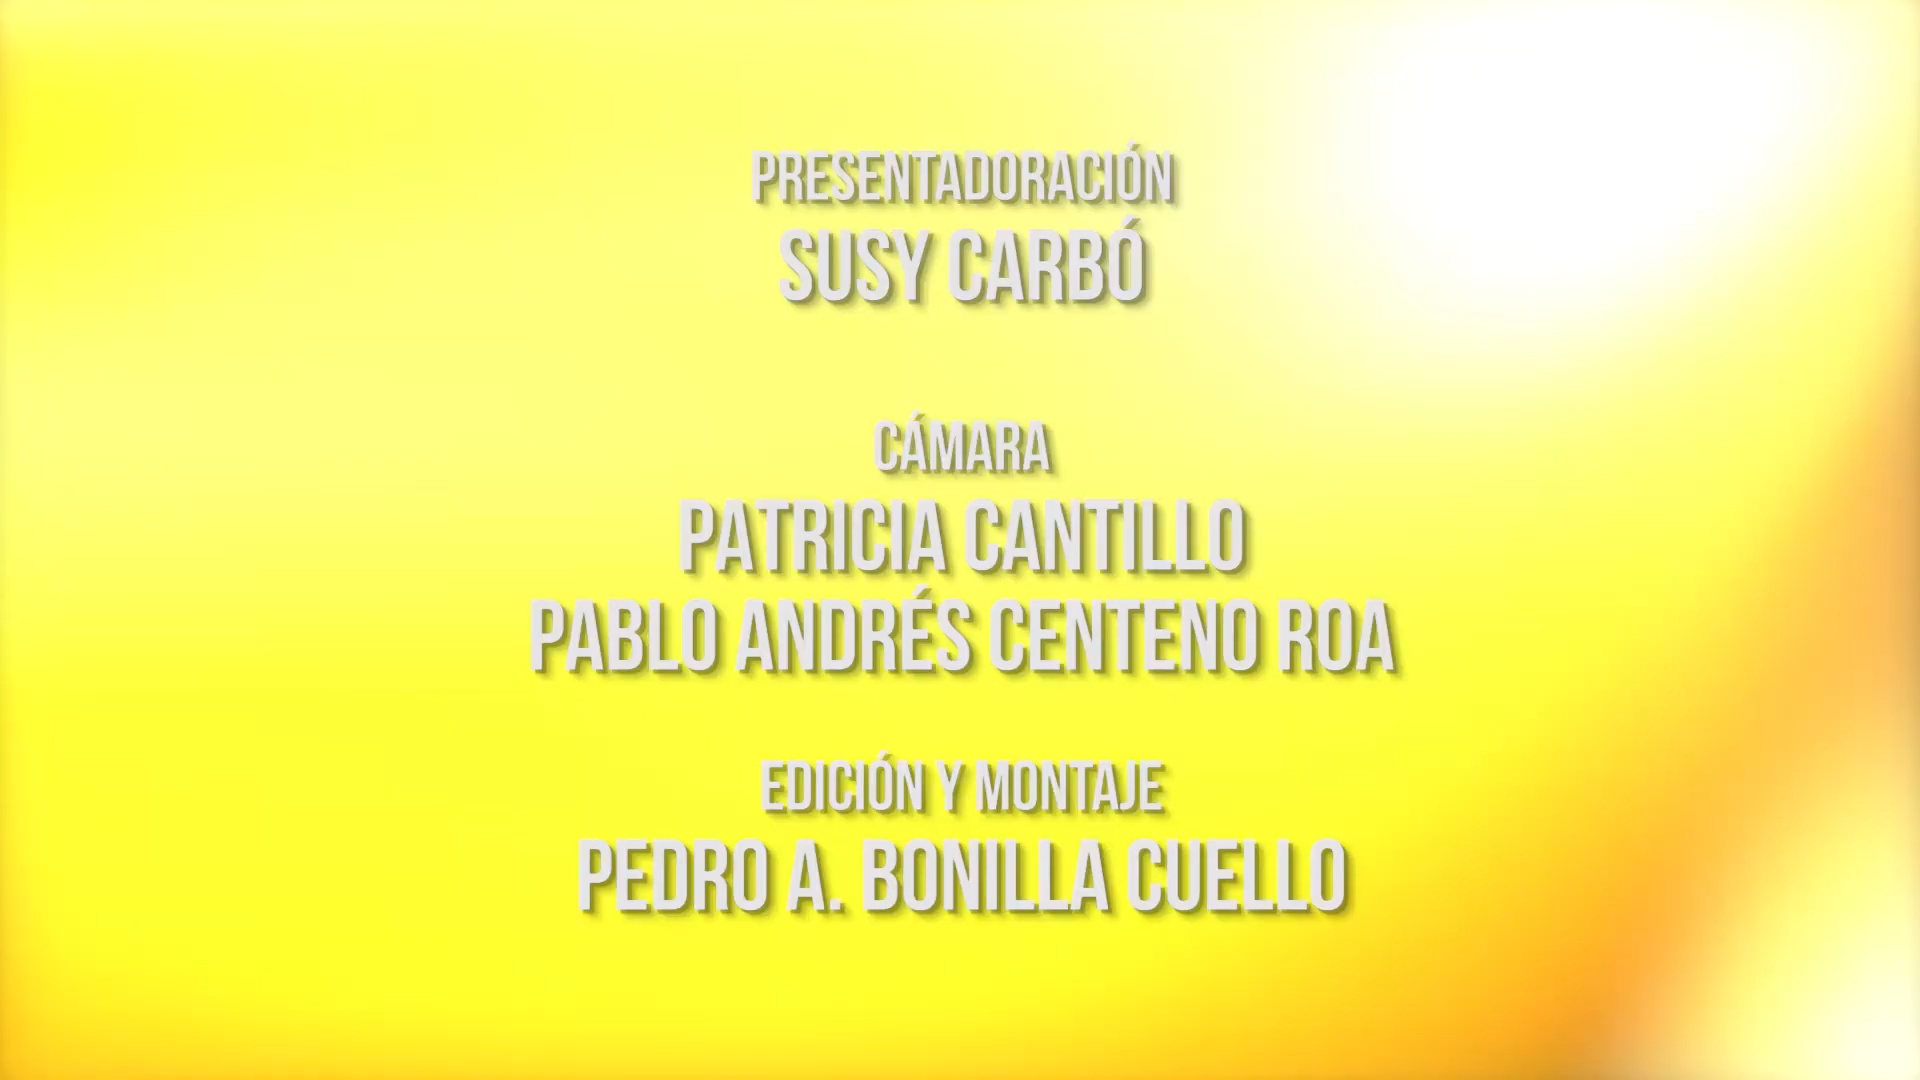 PRESENTADORACIÓN
SUSY CARBÓ
CÁMARA
PATRICIA CANTILLO
PABLO ANDRÉS CENTENO ROA
EDICIÓN Y MONTAJE
PEDRO A. BONILLA CUELLO